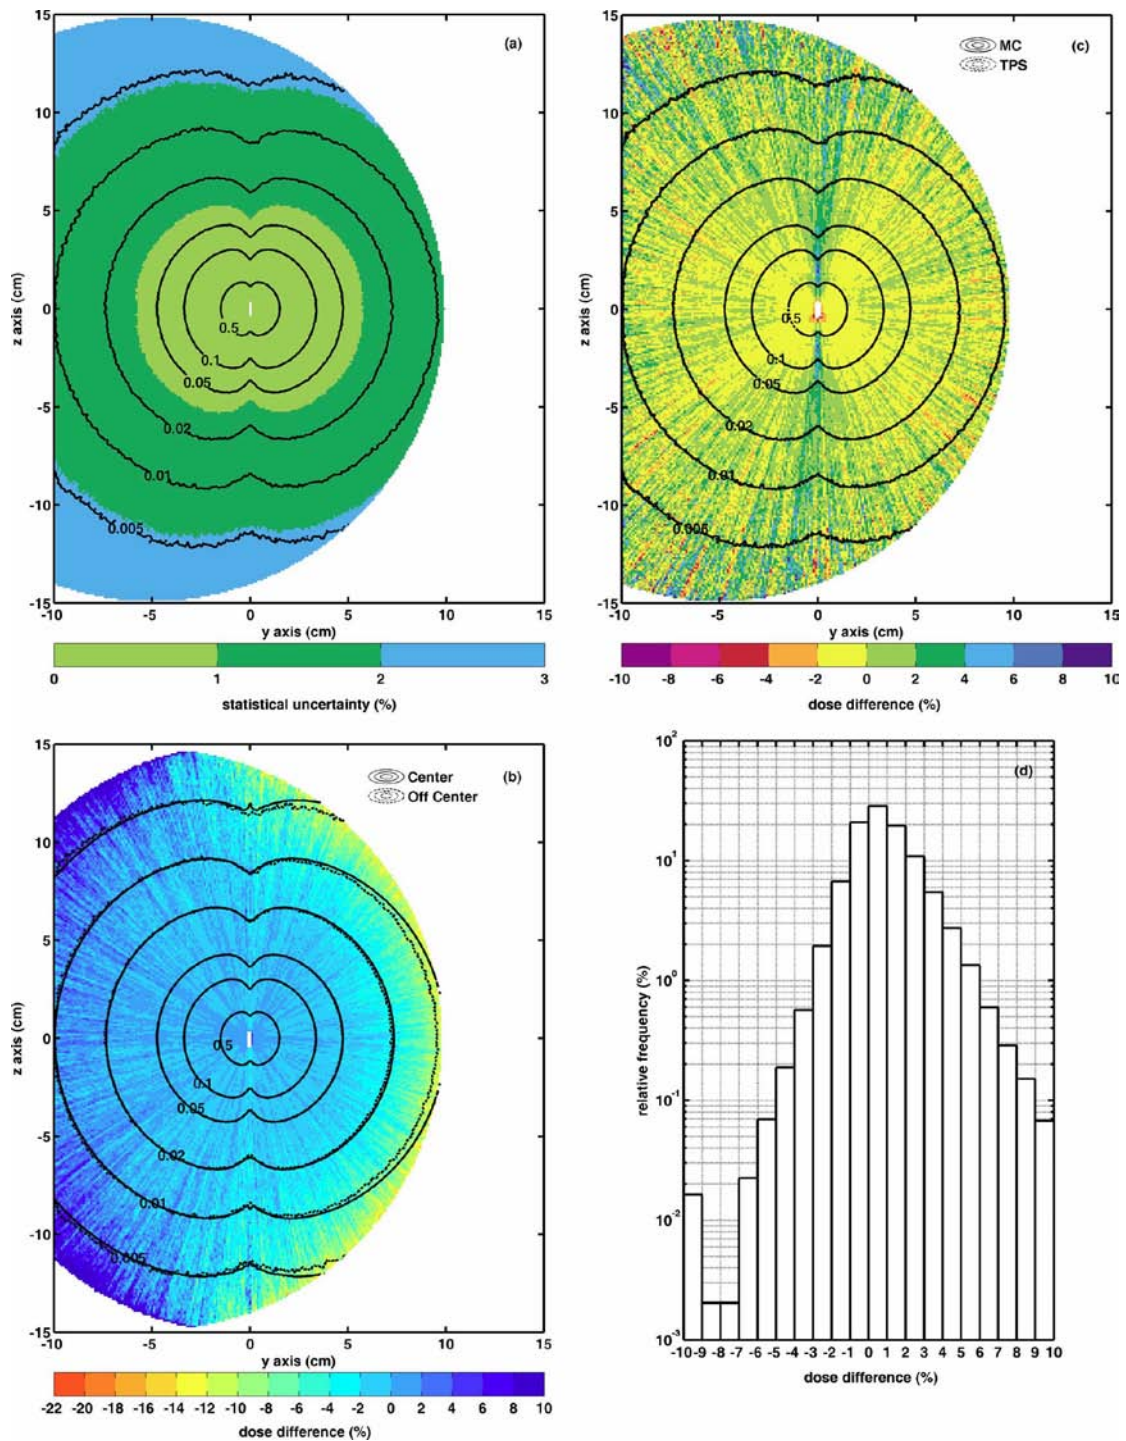 15
10
5
0
-5
-10
-15
z axis (cm)
(a)
0.5
0.1
0.05
0.02
0.01
0.005
-10 -5 0 5 10 15
y axis (cm)
0 1 2 3
statistical uncertainty (%)
15
10
5
0
-5
-10
-15
z axis (cm)
MC (c)
TPS
0.5
0.1
0.05
0.02
0.01
0.005
-10 -5 0 5 10 15
y axis (cm)
-10 -8 -6 -4 -2 0 2 4 6 8 10
dose difference (%)
15
10
5
0
-5
-10
-15
z axis (cm)
Center (b)
Off Center
0.5
0.1
0.05
0.02
0.01
0.005
-10 -5 0 5 10 15
y axis (cm)
-22 -20 -18 -16 -14 -12 -10 -8 -6 -4 -2 0 2 4 6 8 10
dose difference (%)
10^2
10^1
10^0
10^-1
10^-2
10^-3
relative frequency (%)
(d)
-10 -9 -8 -7 -6 -5 -4 -3 -2 -1 0 1 2 3 4 5 6 7 8 9 10
dose difference (%)